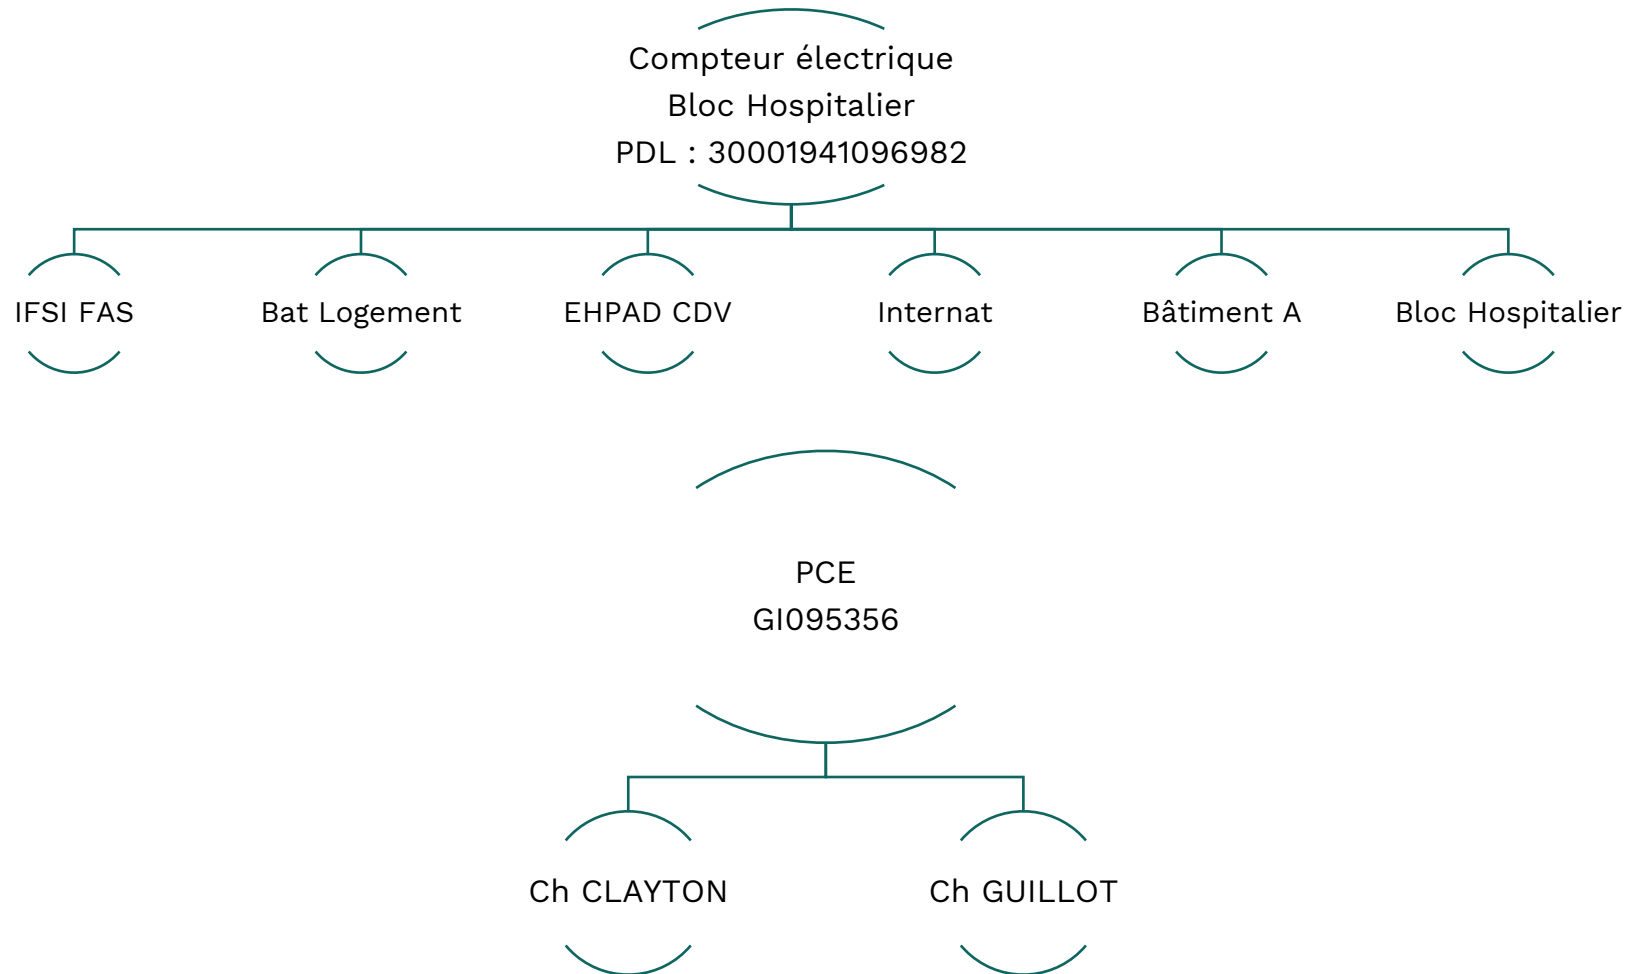 Compteur électrique
Bloc Hospitalier
PDL : 30001941096982
IFSI FAS
Bat Logement
EHPAD CDV
Internat
Bâtiment A
Bloc Hospitalier
PCE
GI095356
Ch CLAYTON
Ch GUILLOT